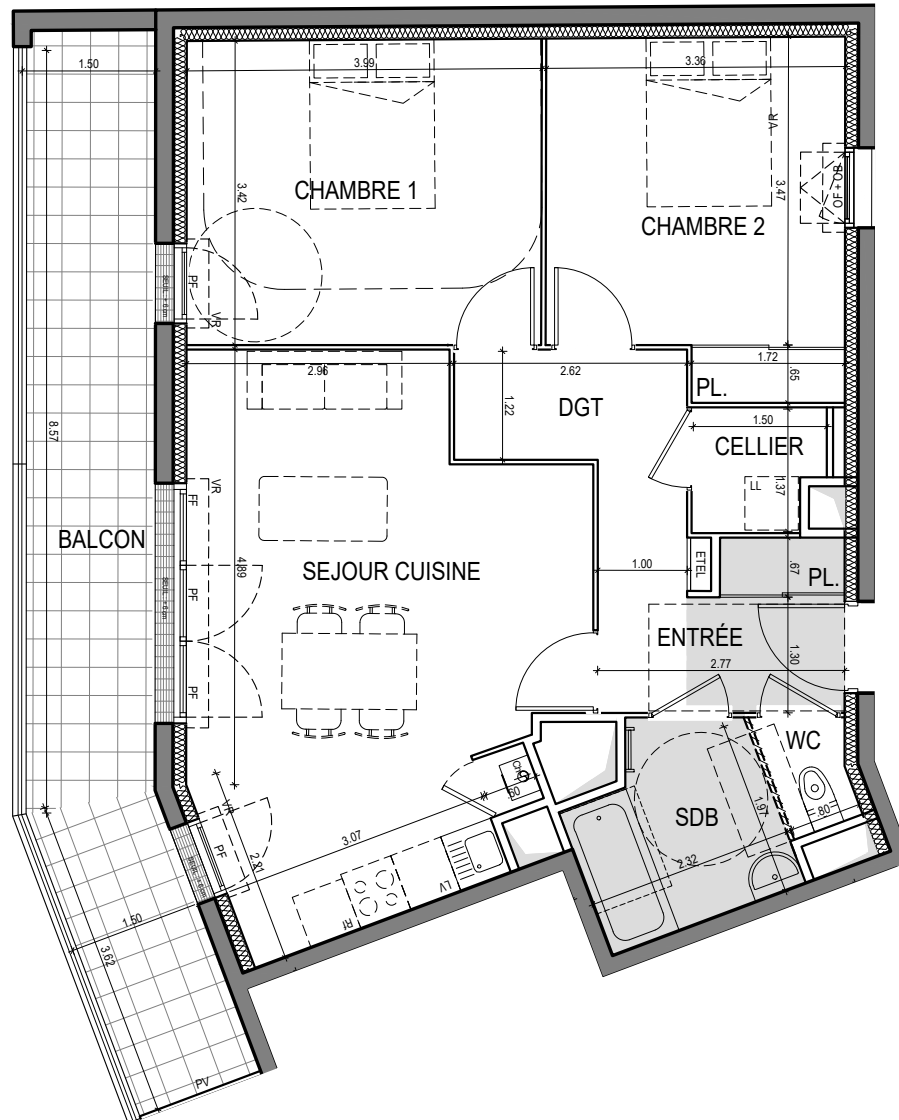 1.50
3.99
3.36
CHAMBRE 1
3.42
VR
3.47
OF + OB
CHAMBRE 2
PF
VR
2.96
2.62
1.72
.65
PL.
1.22
DGT
1.50
CELLIER
8.57
VR
FF
LL
1.37
BALCON
4.89
PF
SEJOUR CUISINE
1.00
ETEL
.67
PL.
ENTRÉE
2.77
1.30
PF
WC
.60
.80
SDB
1.97
VR
PF
3.07
2.21
2.32
LV
Rf
1.50
3.62
PV